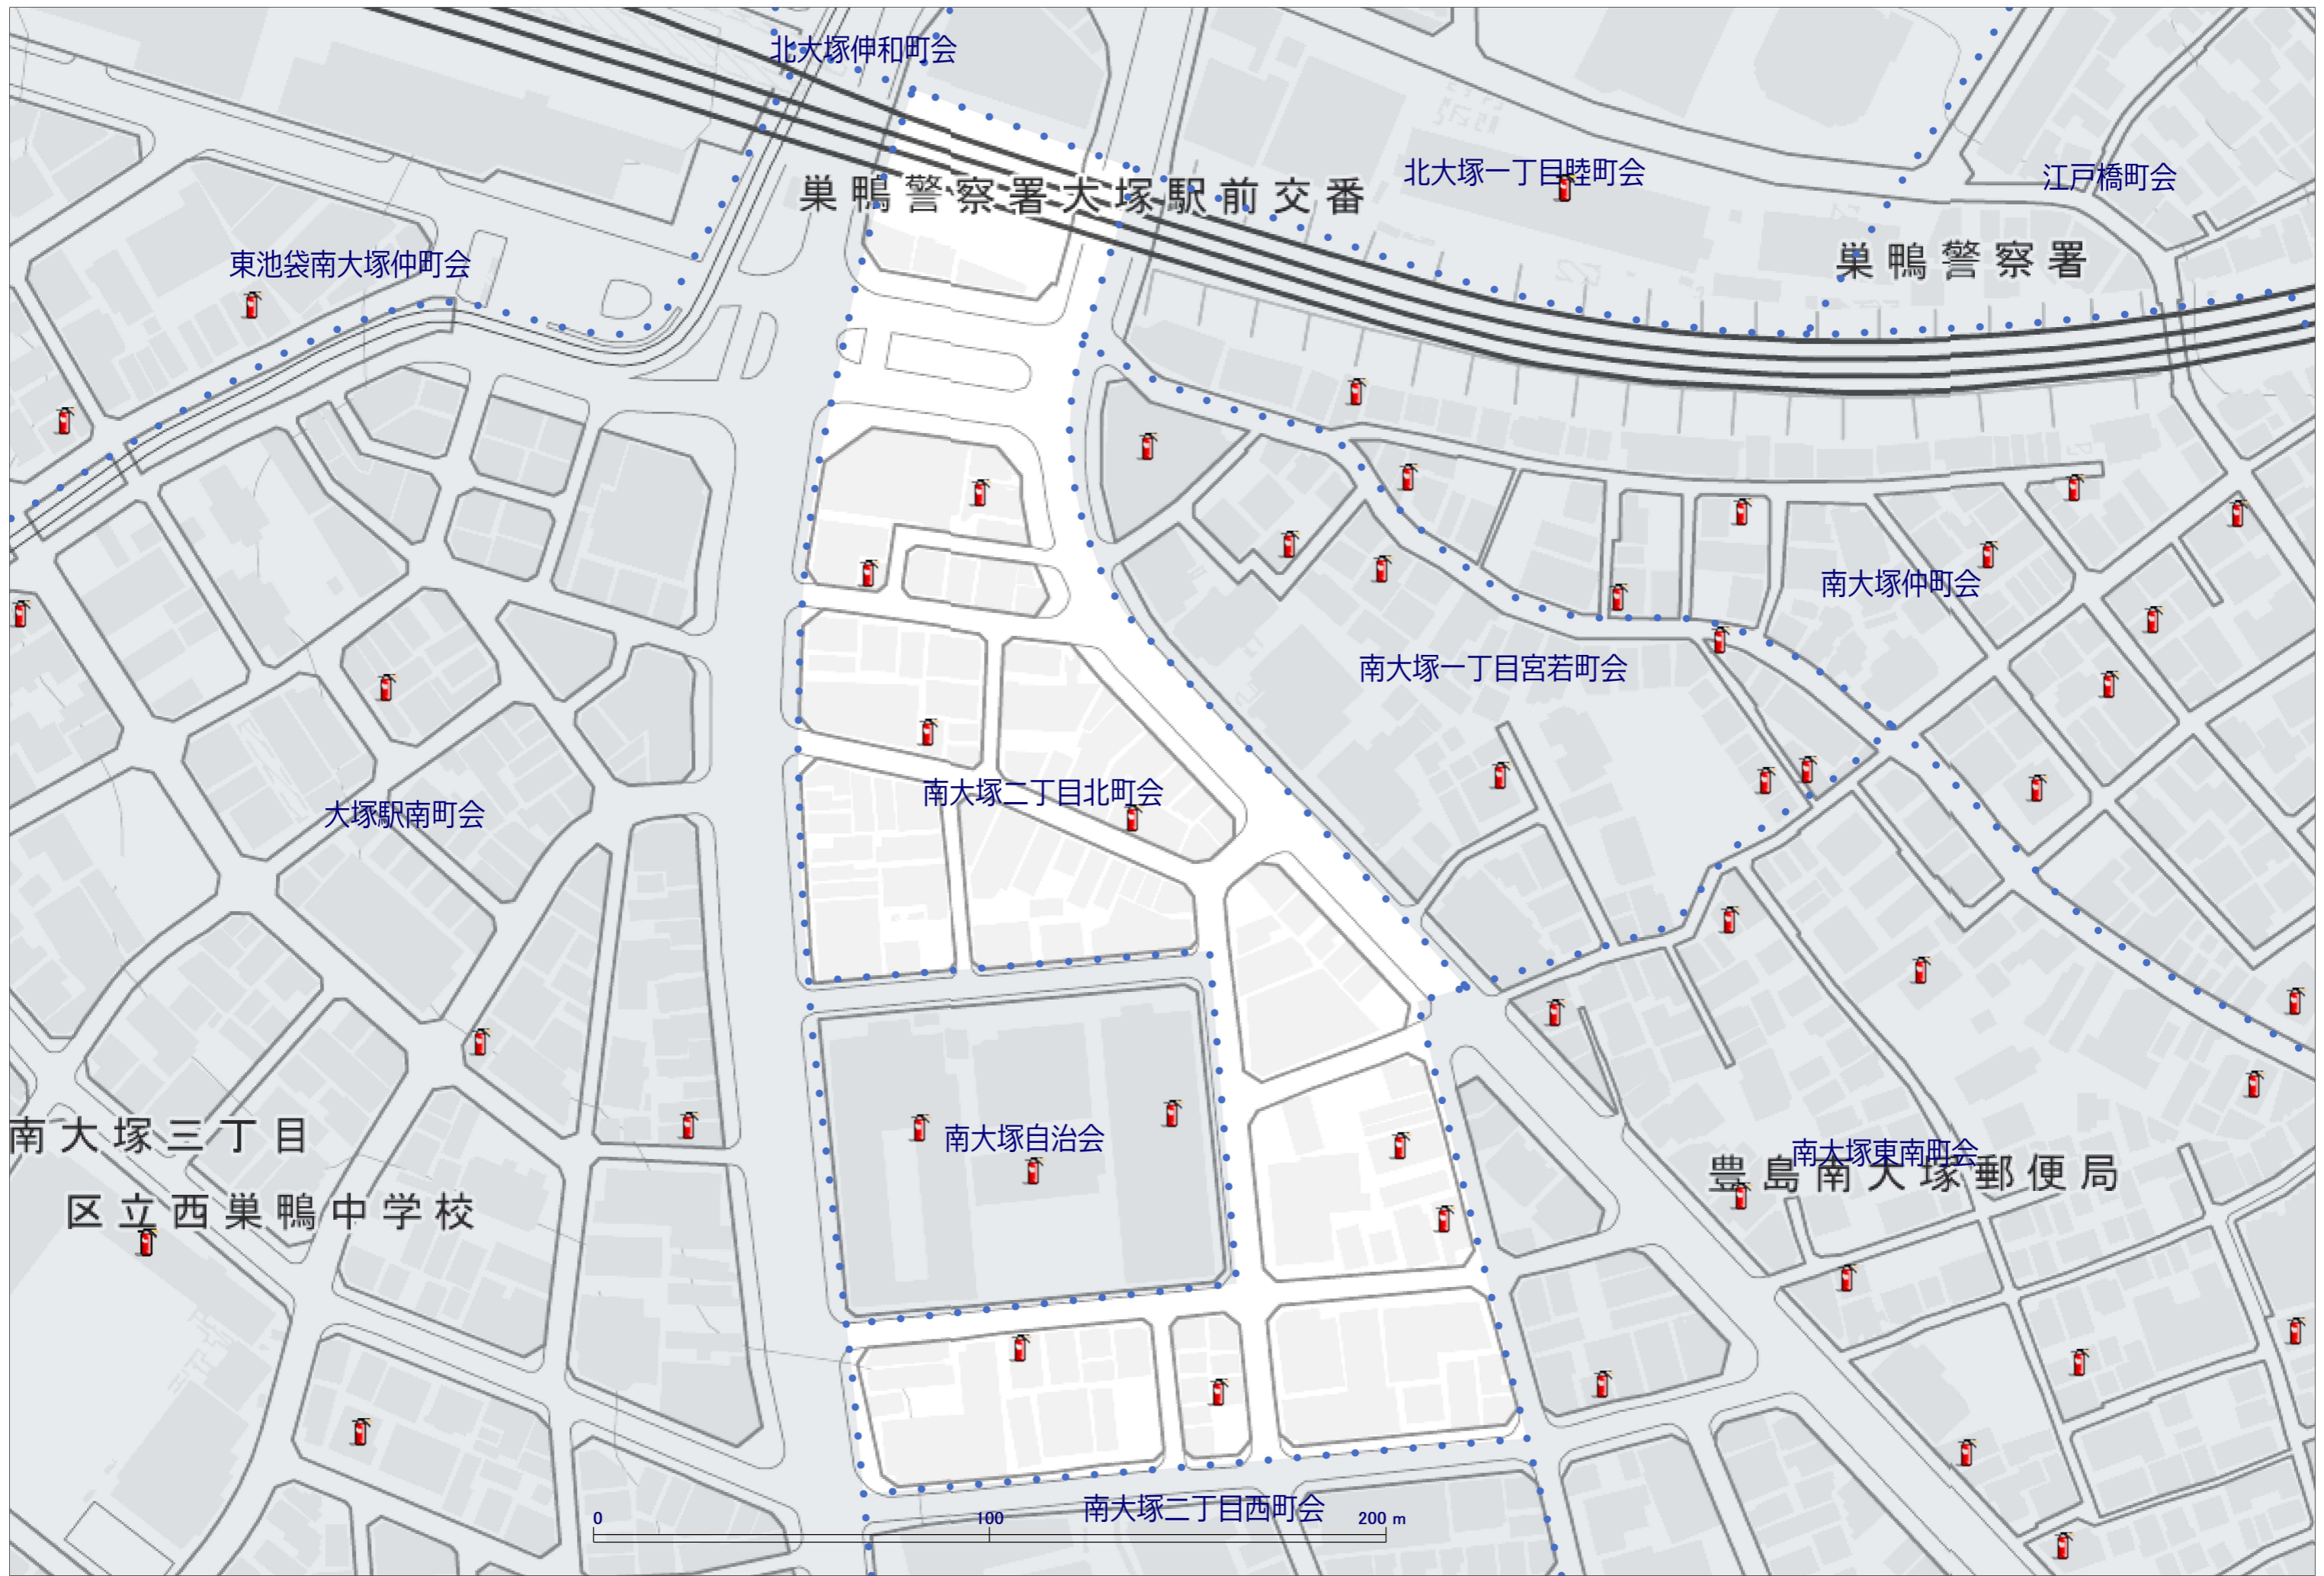 北大塚伸和町会
北大塚一丁目睦町会
江戸橋町会
巣鴨警察署大塚駅前交番
巣鴨警察署
東池袋南大塚仲町会
南大塚仲町会
南大塚一丁目宮若町会
南大塚二丁目北町会
大塚駅南町会
南大塚三丁目
南大塚自治会
南大塚東南町会
豊島南大塚郵便局
区立西巣鴨中学校
南大塚二丁目西町会
0 100 200 m